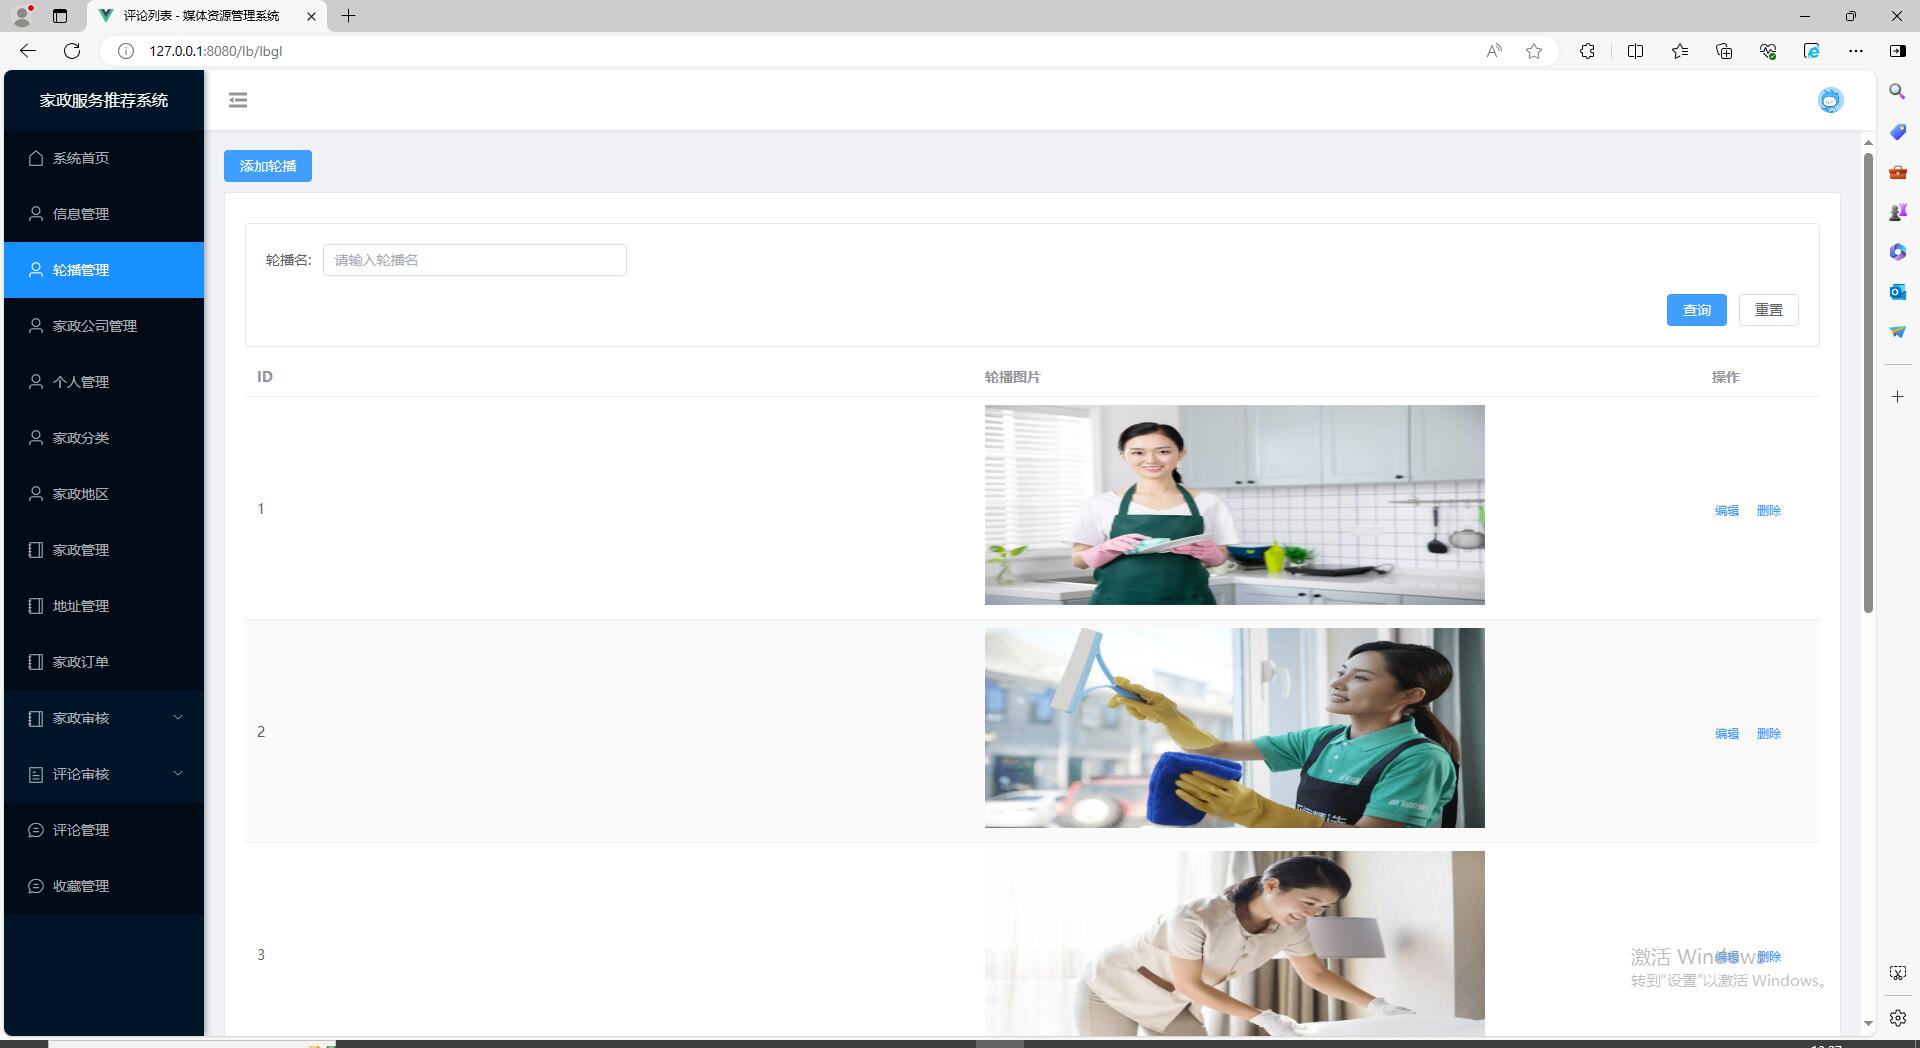 评论列表 - 媒体资源管理系统
127.0.0.1:8080/lb/lbgl
家政服务推荐系统
系统首页
信息管理
轮播管理
家政公司管理
个人管理
家政分类
家政地区
家政管理
地址管理
家政订单
家政审核
评论审核
评论管理
收藏管理
添加轮播
轮播名: 请输入轮播名
查询 重置
ID 轮播图片 操作
1 编辑 删除
2 编辑 删除
3 编辑 删除
激活 Windows
转到"设置"以激活 Windows。